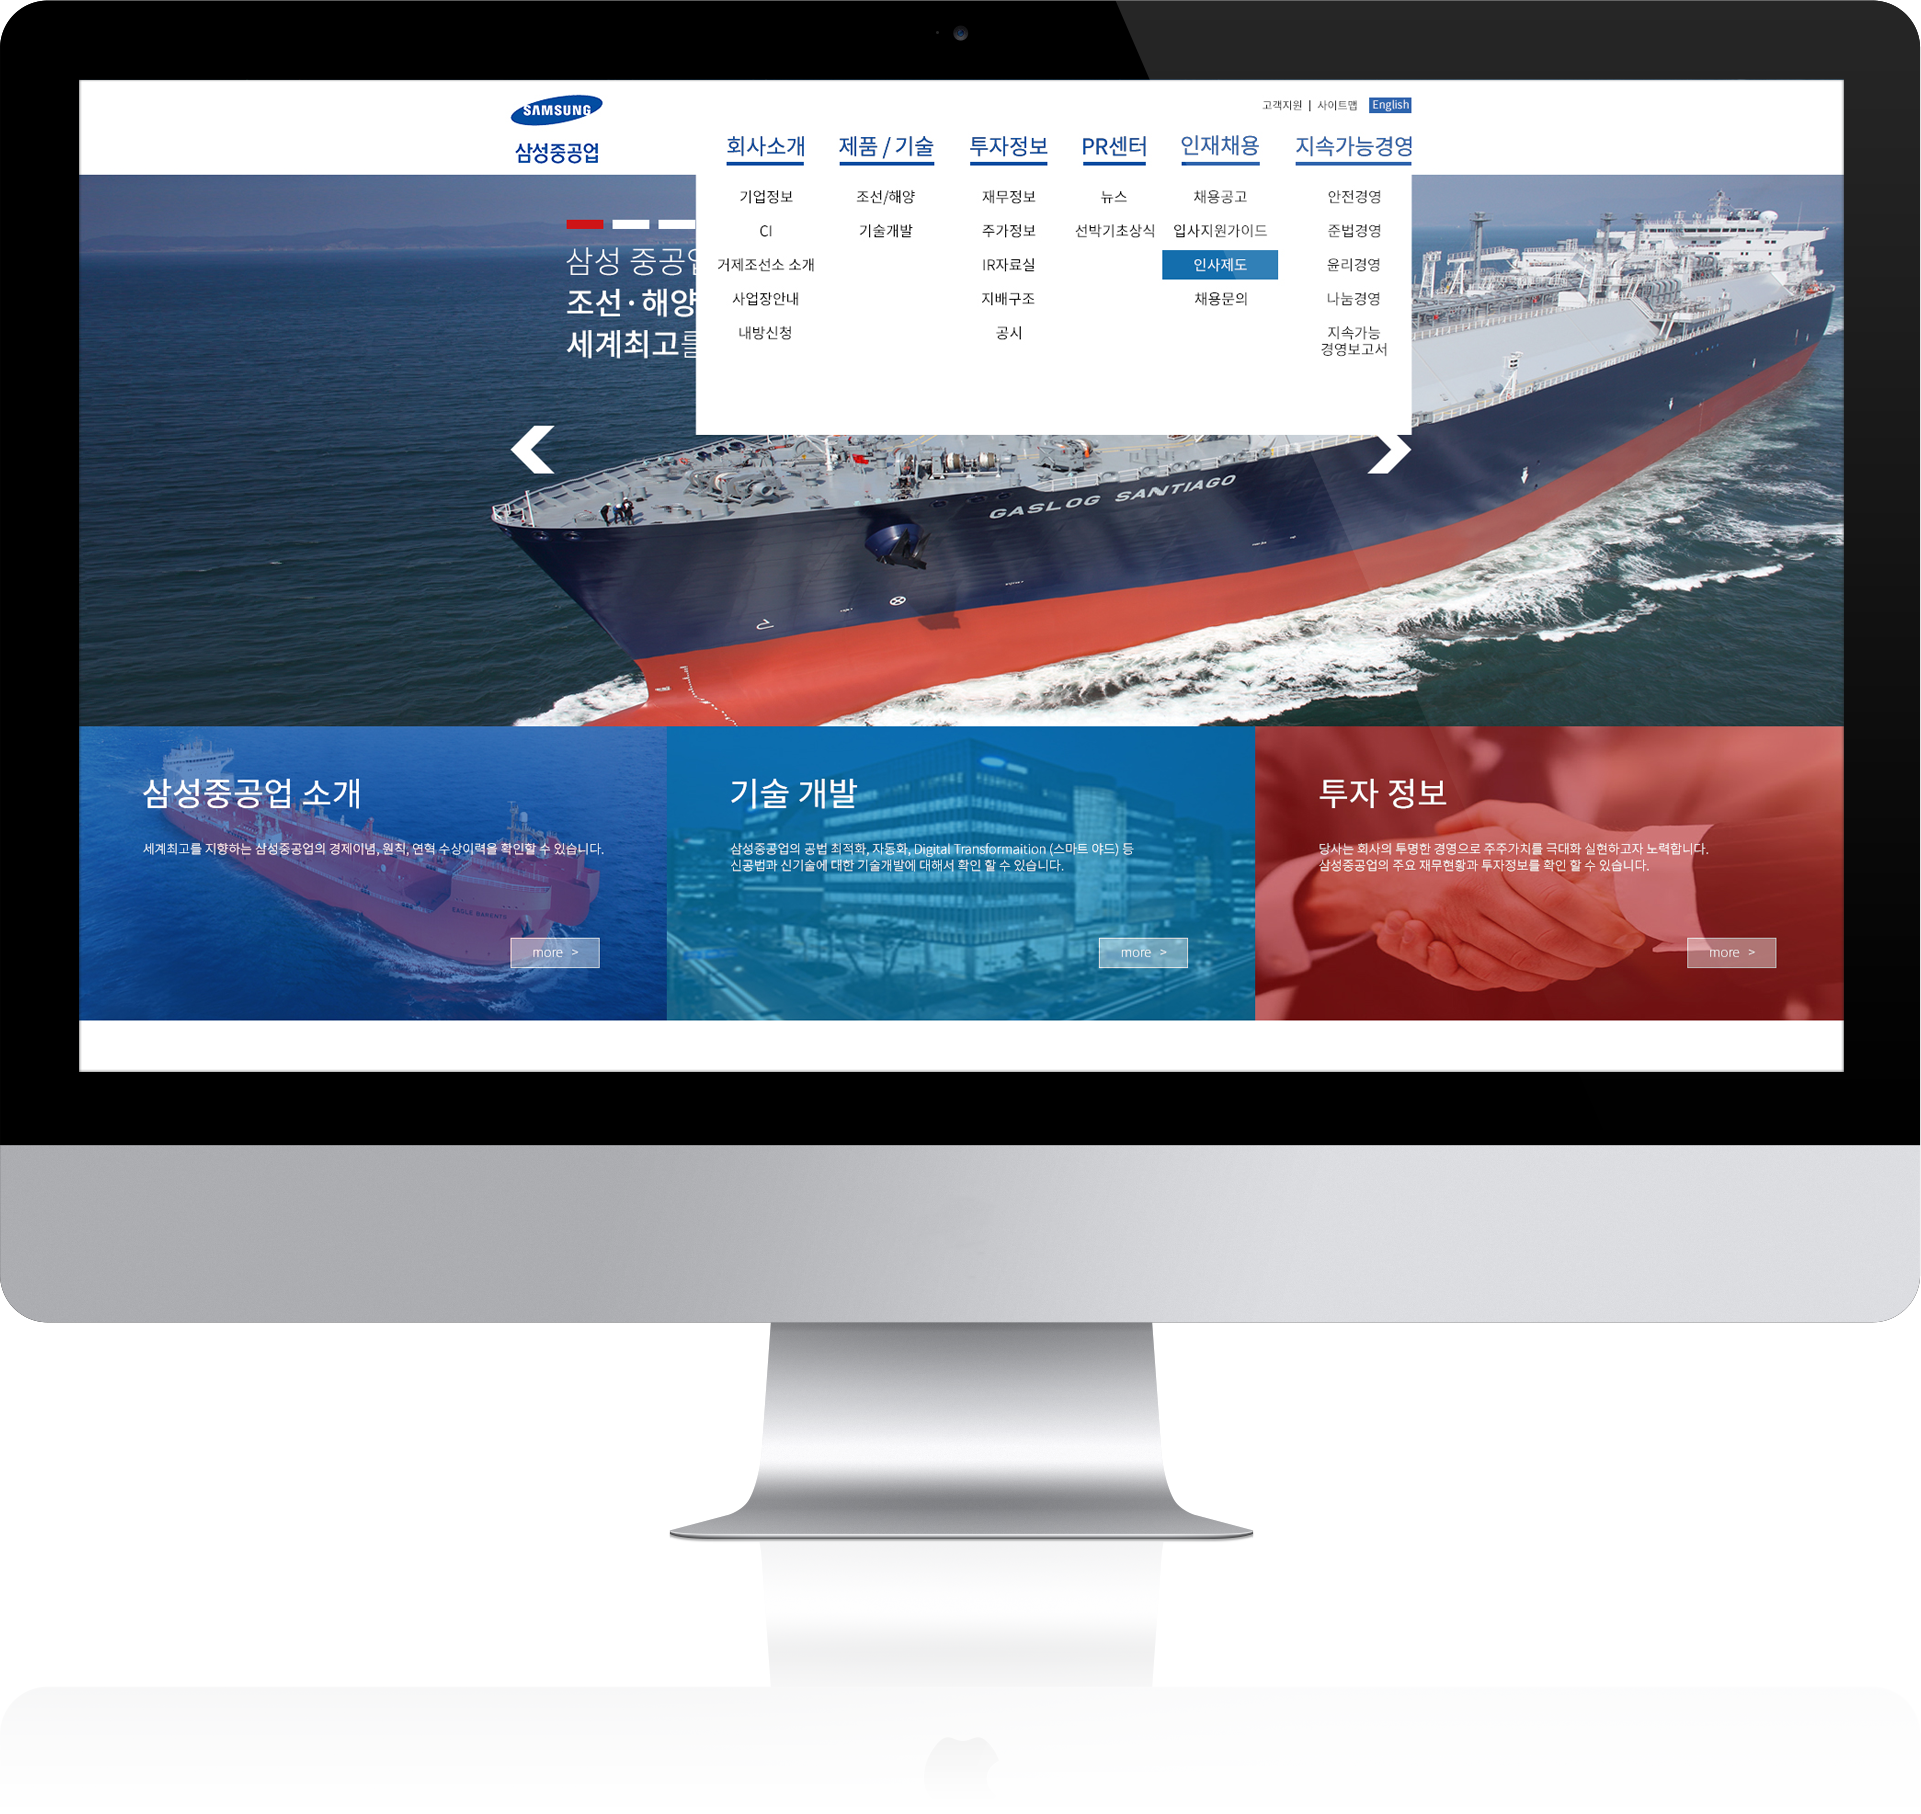 SAMSUNG
삼성중공업
고객지원 | 사이트맵 English
회사소개 제품 / 기술 투자정보 PR센터 인재채용 지속가능경영
기업정보 조선/해양 재무정보 뉴스 채용공고 안전경영
CI 기술개발 주가정보 선박기초상식 입사지원가이드 준법경영
거제조선소 소개 IR자료실 인사제도 윤리경영
사업장안내 지배구조 채용문의 나눔경영
내방신청 공시 지속가능
경영보고서
삼성 중공업
조선·해양
세계최고를
GASLOG SANTIAGO
삼성중공업 소개
세계최고를 지향하는 삼성중공업의 경제이념, 원칙, 연혁 수상이력을 확인할 수 있습니다.
EAGLE BARENTS
more >
기술 개발
삼성중공업의 공법 최적화, 자동화, Digital Transformaition (스마트 야드) 등
신공법과 신기술에 대한 기술개발에 대해서 확인 할 수 있습니다.
more >
투자 정보
당사는 회사의 투명한 경영으로 주주가치를 극대화 실현하고자 노력합니다.
삼성중공업의 주요 재무현황과 투자정보를 확인 할 수 있습니다.
more >